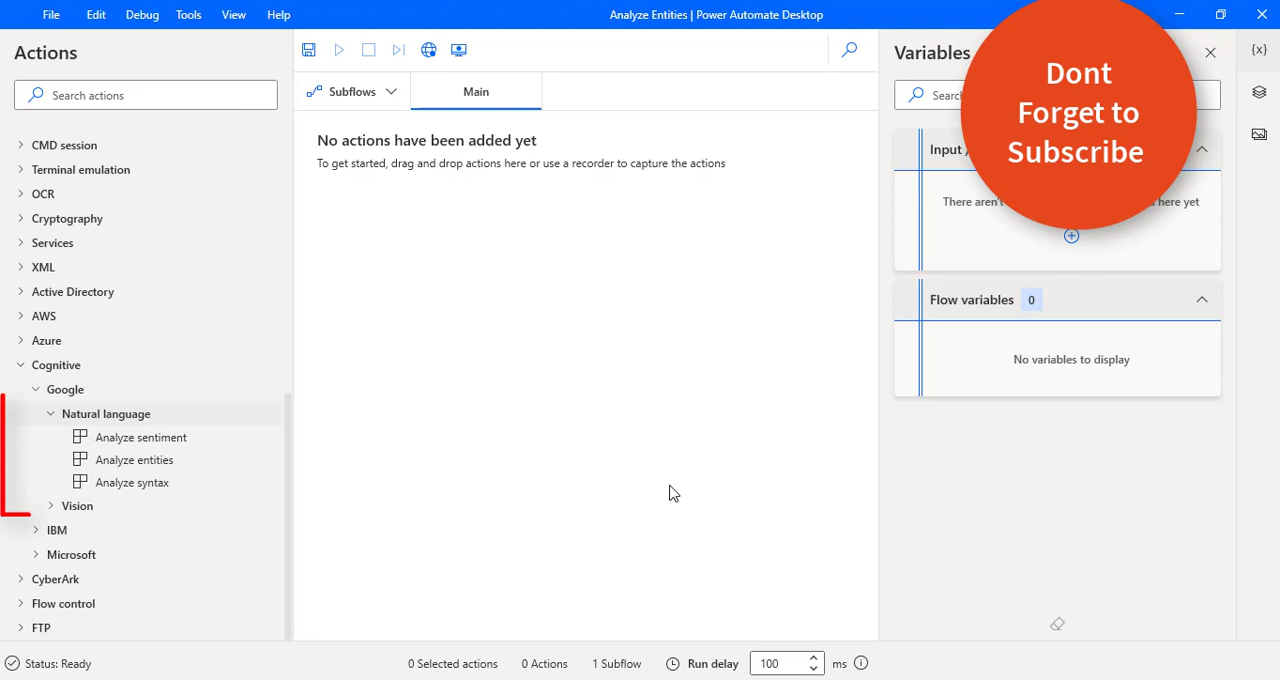 File Edit Debug Tools View Help
Analyze Entities | Power Automate Desktop
Actions
Search actions
CMD session
Terminal emulation
OCR
Cryptography
Services
XML
Active Directory
AWS
Azure
Cognitive
Google
Natural language
Analyze sentiment
Analyze entities
Analyze syntax
Vision
IBM
Microsoft
CyberArk
Flow control
FTP
Subflows
Main
No actions have been added yet
To get started, drag and drop actions here or use a recorder to capture the actions
Variables
{x}
Dont
Forget to
Subscribe
Input
There aren't
here yet
Flow variables 0
No variables to display
Status: Ready
0 Selected actions
0 Actions
1 Subflow
Run delay
100
ms